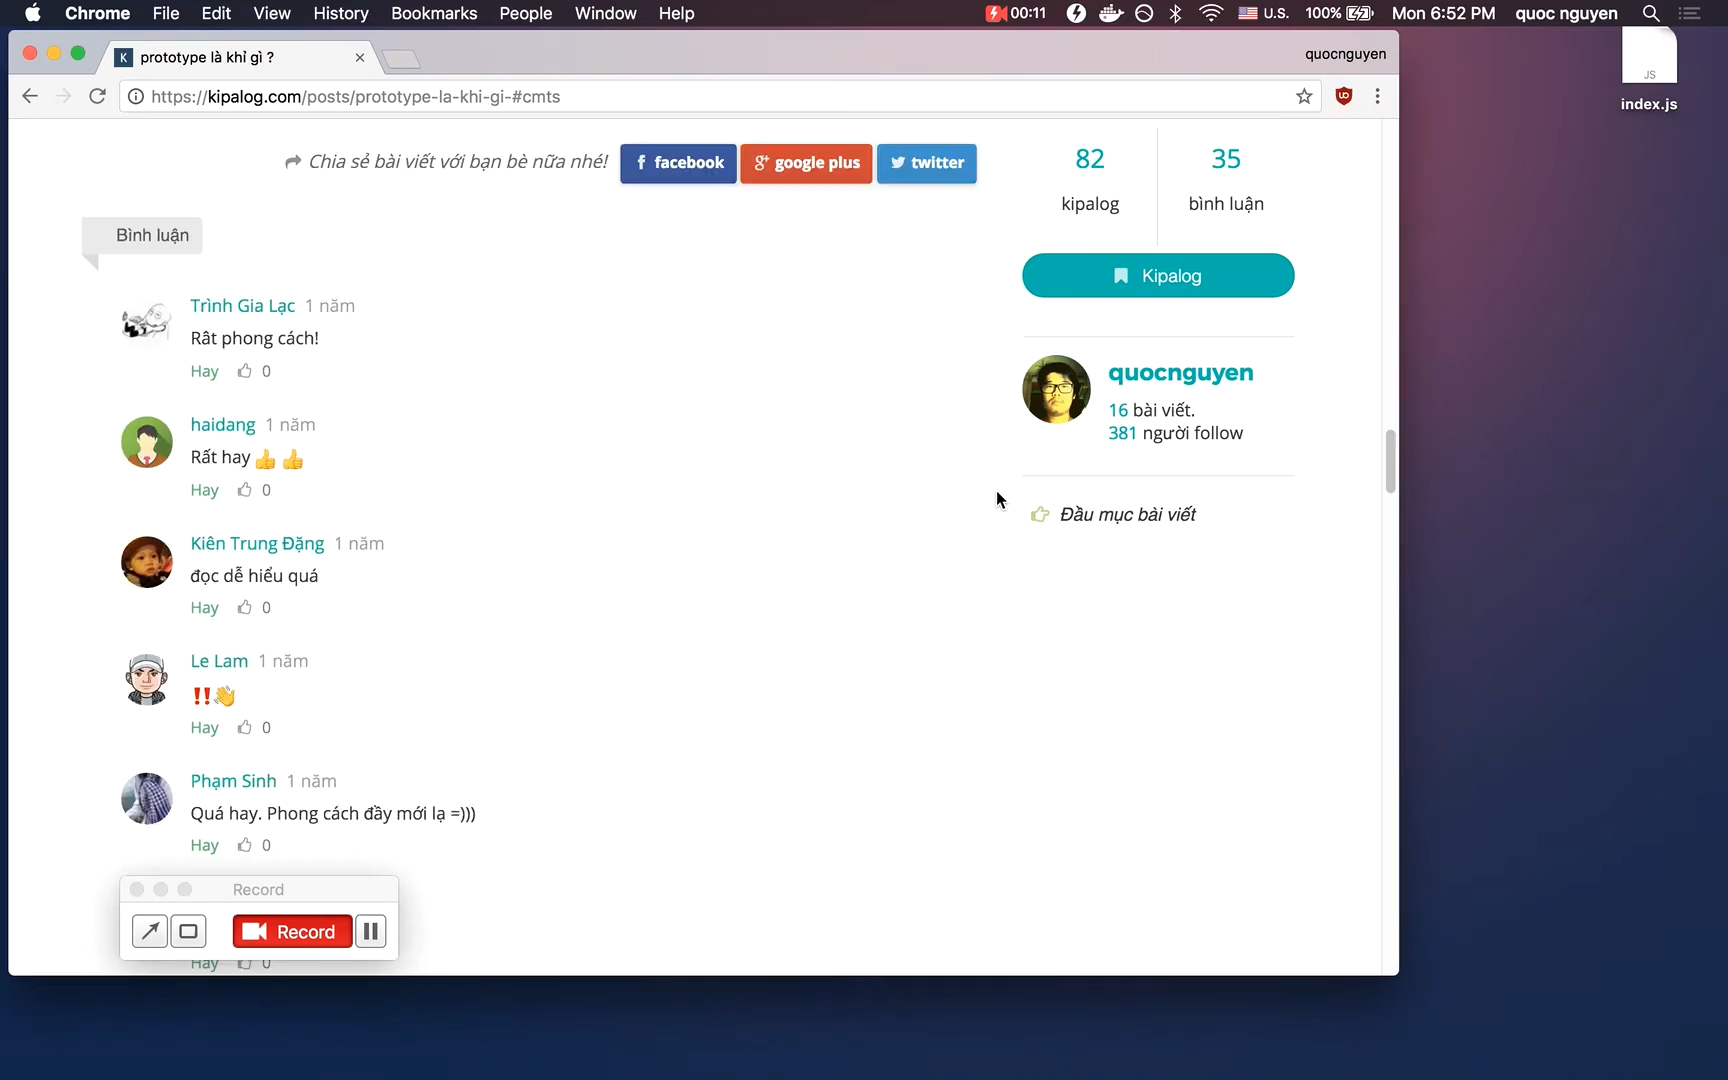 Chrome File Edit View History Bookmarks People Window Help 00:11 U.S. 100% Mon 6:52 PM quoc nguyen
JS
index.js
K prototype là khỉ gì ? quocnguyen
https://kipalog.com/posts/prototype-la-khi-gi-#cmts
Chia sẻ bài viết với bạn bè nữa nhé! facebook google plus twitter
82 35
kipalog bình luận
Kipalog
quocnguyen
16 bài viết.
381 người follow
Đầu mục bài viết
Bình luận
Trình Gia Lạc 1 năm
Rât phong cách!
Hay 0
haidang 1 năm
Rất hay 👍 👍
Hay 0
Kiên Trung Đặng 1 năm
đọc dễ hiểu quá
Hay 0
Le Lam 1 năm
‼️👋
Hay 0
Phạm Sinh 1 năm
Quá hay. Phong cách đầy mới lạ =)))
Hay 0
Record
Record
Hay 0